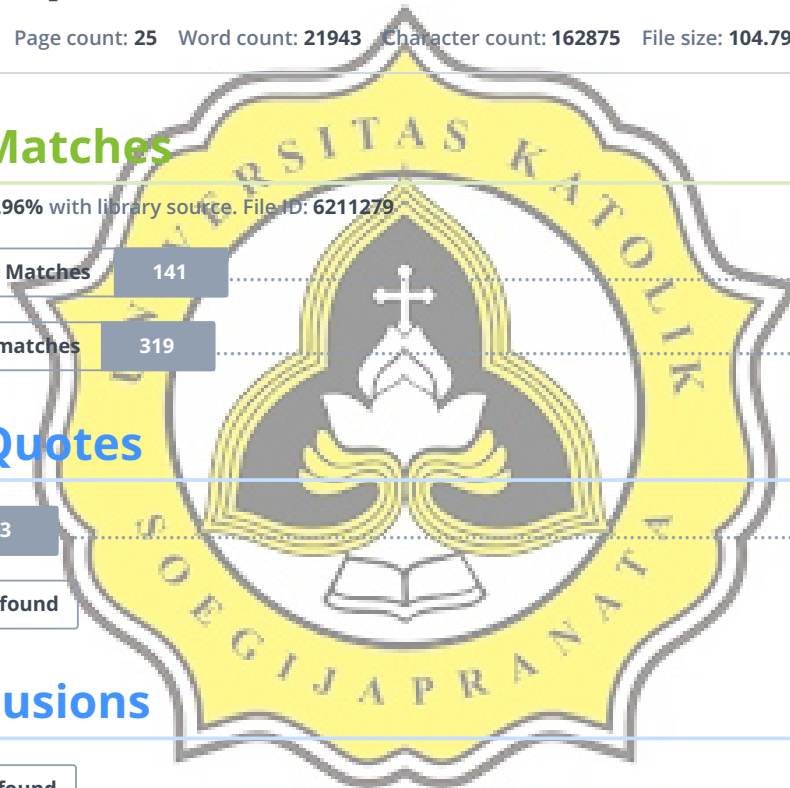 Page count: 25 Word count: 21943 Character count: 162875 File size: 104.79
Matches
.96% with library source. File ID: 6211279
Matches 141
matches 319
Quotes
3
found
usions
found
UNIVERSITAS KATOLIK
SOEGIJAPRANATA